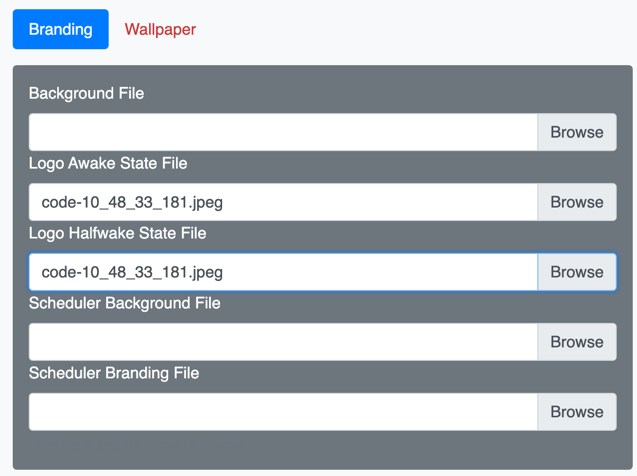 Branding Wallpaper
Background File
Browse
Logo Awake State File
code-10_48_33_181.jpeg Browse
Logo Halfwake State File
code-10_48_33_181.jpeg Browse
Scheduler Background File
Browse
Scheduler Branding File
Browse